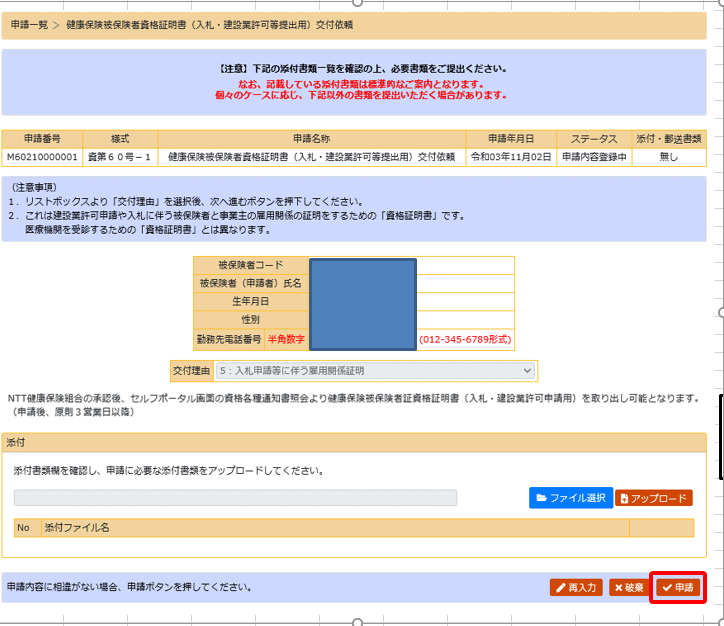 申請一覧 ＞ 健康保険被保険者資格証明書（入札・建設業許可等提出用）交付依頼
【注意】下記の添付書類一覧を確認の上、必要書類をご提出ください。
なお、記載している添付書類は標準的なご案内となります。
個々のケースに応じ、下記以外の書類を提出いただく場合があります。
申請番号 様式 申請名称 申請年月日 ステータス 添付・郵送書類
M60210000001 資第６０号－１ 健康保険被保険者資格証明書（入札・建設業許可等提出用）交付依頼 令和03年11月02日 申請内容登録中 無し
（注意事項）
１．リストボックスより「交付理由」を選択後、次へ進むボタンを押下してください。
２．これは建設業許可申請や入札に伴う被保険者と事業主の雇用関係の証明をするための「資格証明書」です。
医療機関を受診するための「資格証明書」とは異なります。
被保険者コード
被保険者（申請者）氏名
生年月日
性別
勤務先電話番号 半角数字 (012-345-6789形式)
交付理由 5：入札申請等に伴う雇用関係証明
NTT健康保険組合の承認後、セルフポータル画面の資格各種通知書照会より健康保険被保険者証資格証明書（入札・建設業許可申請用）を取り出し可能となります。
（申請後、原則３営業日以降）
添付
添付書類欄を確認し、申請に必要な添付書類をアップロードしてください。
ファイル選択 アップロード
No 添付ファイル名
申請内容に相違がない場合、申請ボタンを押してください。 再入力 破棄 申請